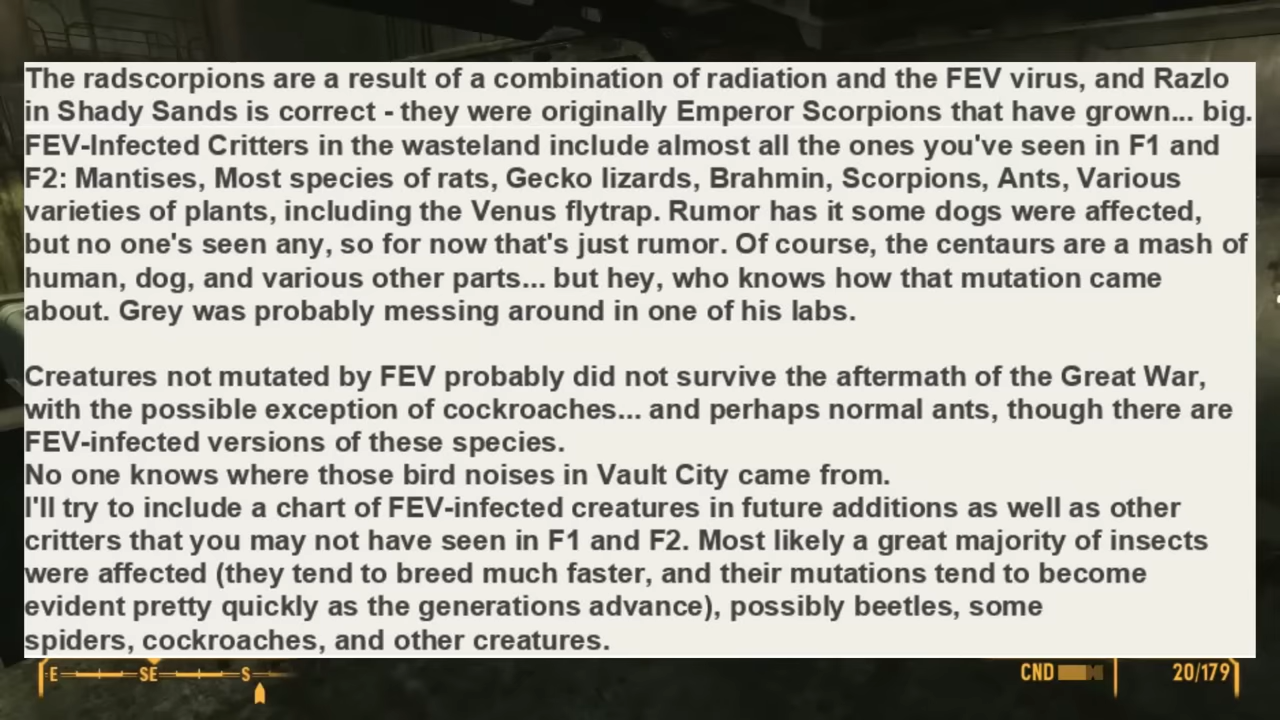 The radscorpions are a result of a combination of radiation and the FEV virus, and Razlo
in Shady Sands is correct - they were originally Emperor Scorpions that have grown... big.
FEV-Infected Critters in the wasteland include almost all the ones you've seen in F1 and
F2: Mantises, Most species of rats, Gecko lizards, Brahmin, Scorpions, Ants, Various
varieties of plants, including the Venus flytrap. Rumor has it some dogs were affected,
but no one's seen any, so for now that's just rumor. Of course, the centaurs are a mash of
human, dog, and various other parts... but hey, who knows how that mutation came
about. Grey was probably messing around in one of his labs.
Creatures not mutated by FEV probably did not survive the aftermath of the Great War,
with the possible exception of cockroaches... and perhaps normal ants, though there are
FEV-infected versions of these species.
No one knows where those bird noises in Vault City came from.
I'll try to include a chart of FEV-infected creatures in future additions as well as other
critters that you may not have seen in F1 and F2. Most likely a great majority of insects
were affected (they tend to breed much faster, and their mutations tend to become
evident pretty quickly as the generations advance), possibly beetles, some
spiders, cockroaches, and other creatures.
E SE S CND 20/179